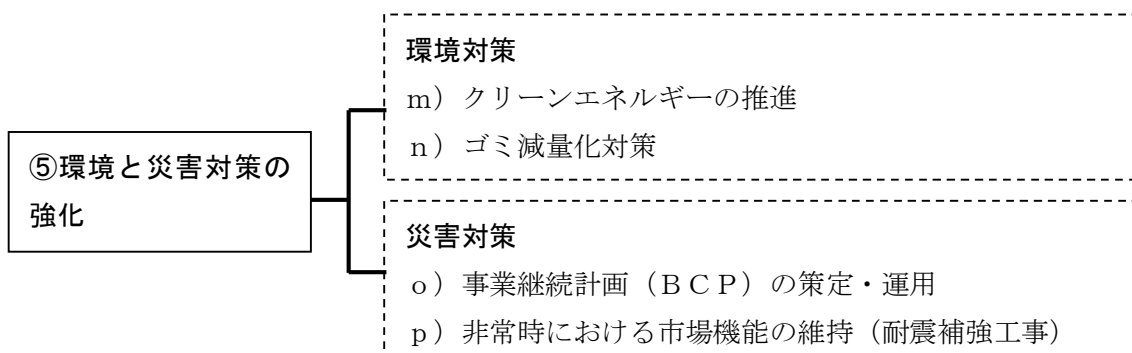 ⑤環境と災害対策の
強化
環境対策
ｍ）クリーンエネルギーの推進
ｎ）ゴミ減量化対策
災害対策
ｏ）事業継続計画（ＢＣＰ）の策定・運用
ｐ）非常時における市場機能の維持（耐震補強工事）